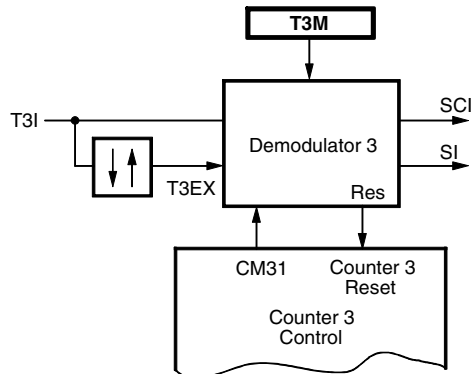 T3M
T3I
SCI
Demodulator 3
SI
T3EX
Res
CM31
Counter 3
Reset
Counter 3
Control